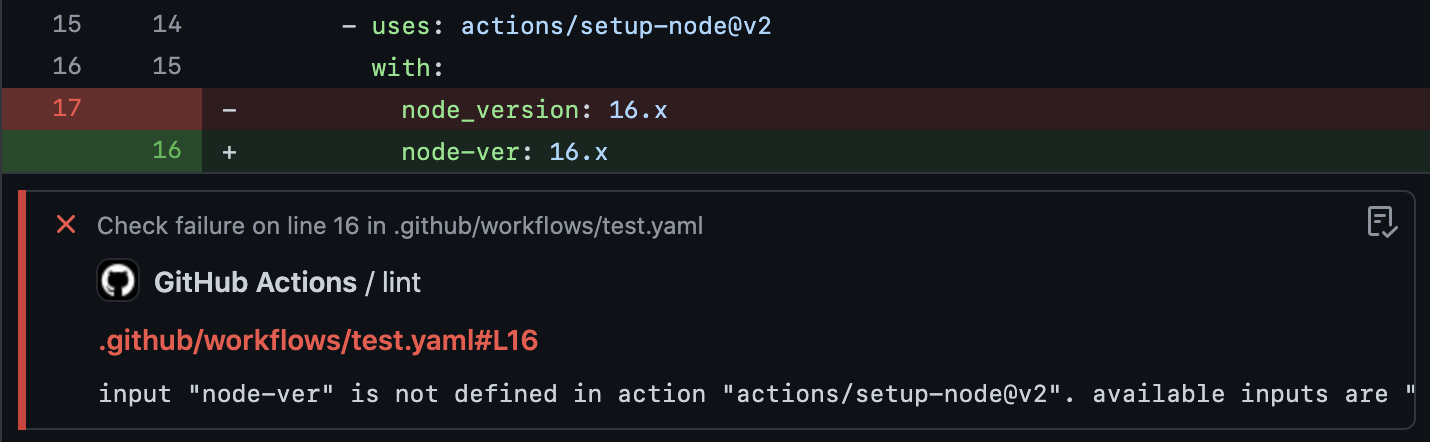 15 14 - uses: actions/setup-node@v2
16 15 with:
17 - node_version: 16.x
16 + node-ver: 16.x
Check failure on line 16 in .github/workflows/test.yaml
GitHub Actions / lint
.github/workflows/test.yaml#L16
input "node-ver" is not defined in action "actions/setup-node@v2". available inputs are "